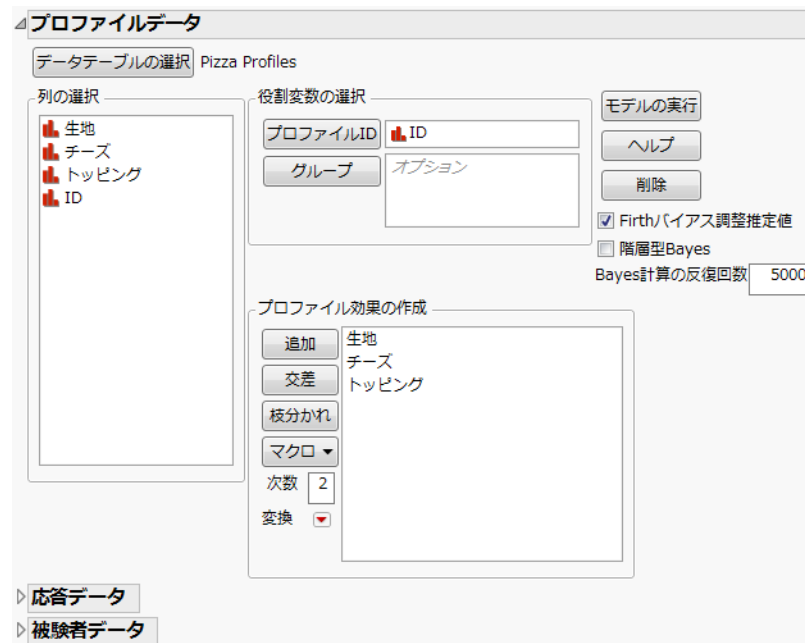 プロファイルデータ
データテーブルの選択 Pizza Profiles
列の選択
生地
チーズ
トッピング
ID
役割変数の選択
プロファイルID ID
グループ オプション
モデルの実行
ヘルプ
削除
Firthバイアス調整推定値
階層型Bayes
Bayes計算の反復回数 5000
プロファイル効果の作成
追加
交差
枝分かれ
マクロ
次数 2
変換
生地
チーズ
トッピング
応答データ
被験者データ